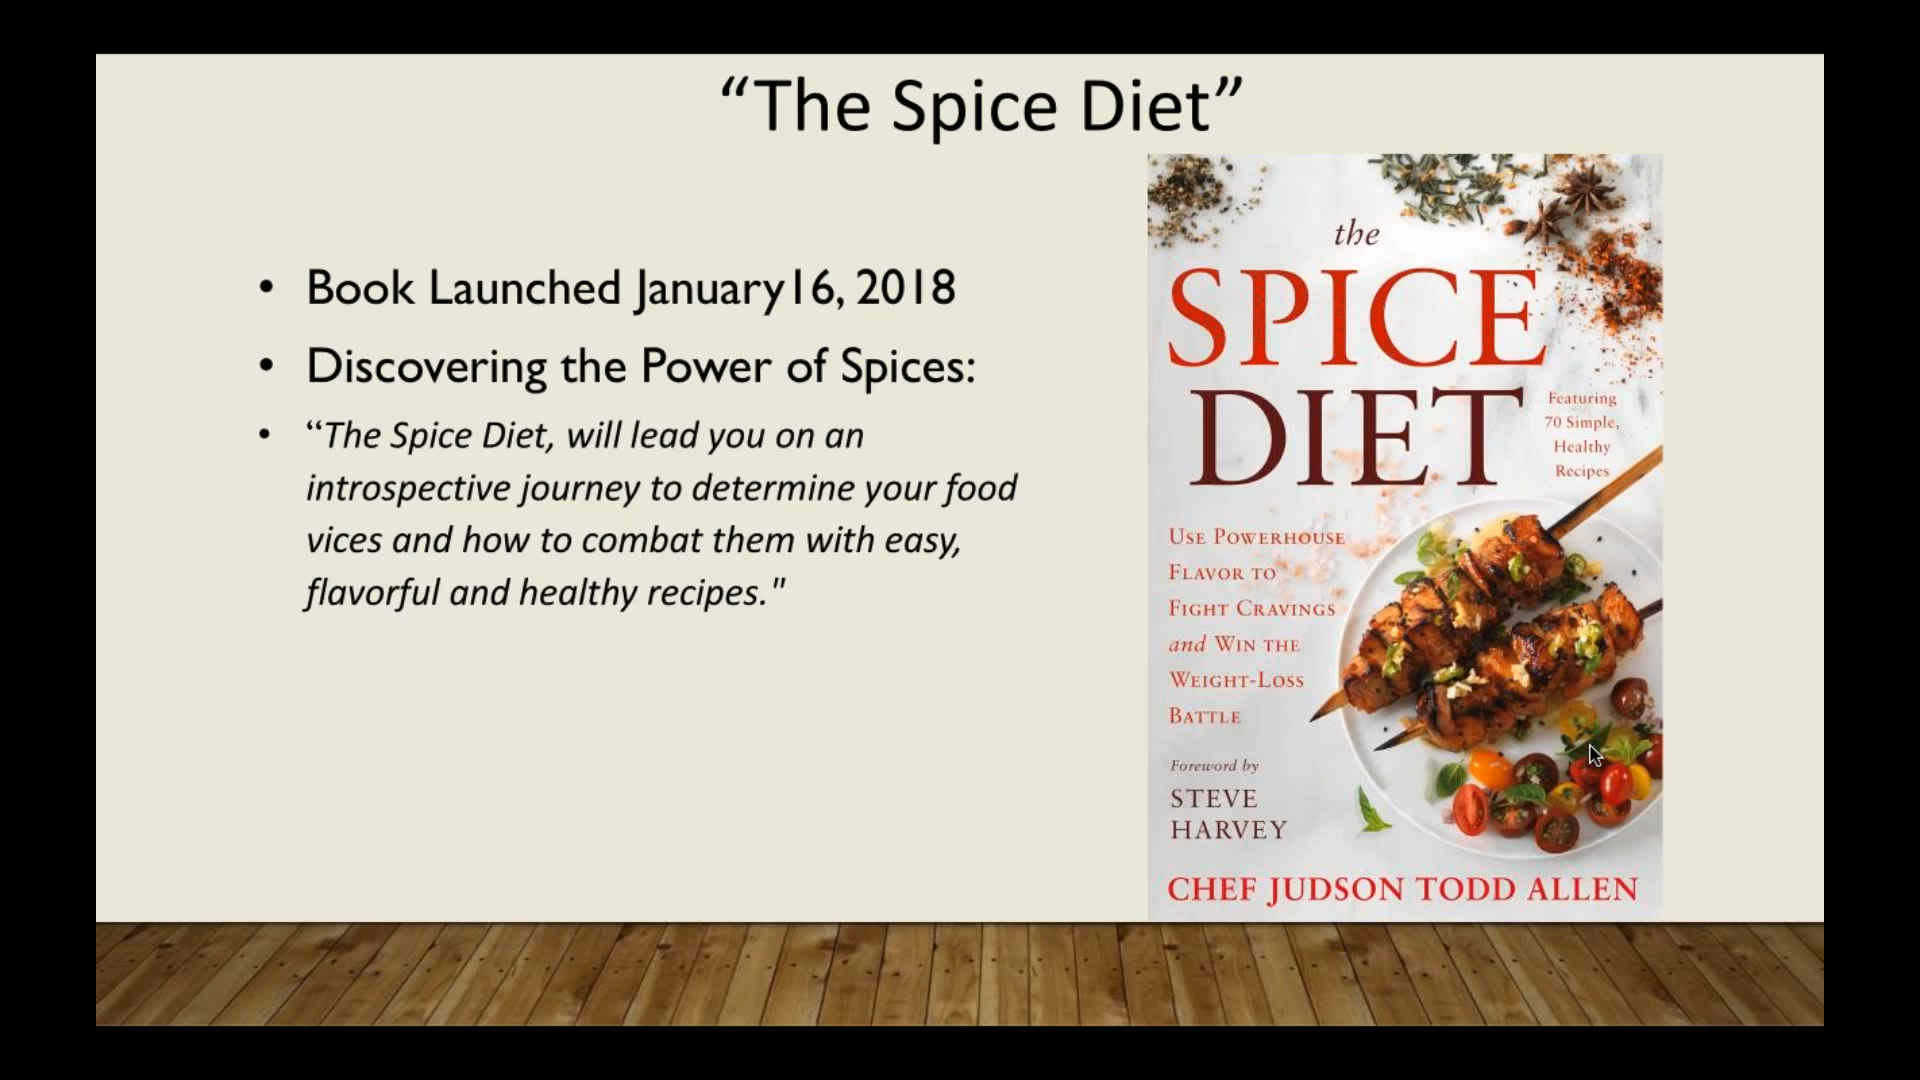 “The Spice Diet”
• Book Launched January16, 2018
• Discovering the Power of Spices:
• “The Spice Diet, will lead you on an
introspective journey to determine your food
vices and how to combat them with easy,
flavorful and healthy recipes."
the
SPICE
DIET
Featuring
70 Simple,
Healthy
Recipes
USE POWERHOUSE
FLAVOR TO
FIGHT CRAVINGS
and WIN THE
WEIGHT-LOSS
BATTLE
Foreword by
STEVE
HARVEY
CHEF JUDSON TODD ALLEN